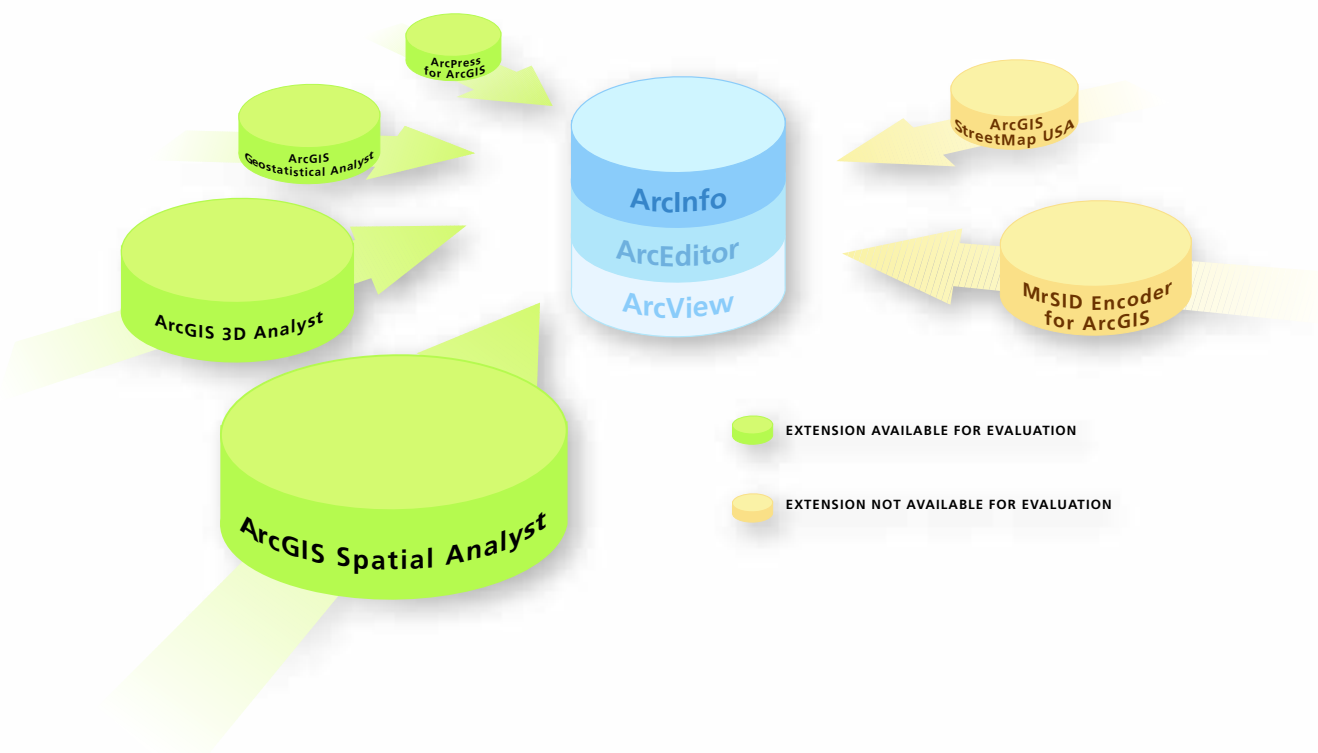 ArcPress
for ArcGIS
ArcGIS
Geostatistical Analyst
ArcGIS 3D Analyst
ArcGIS Spatial Analyst
ArcInfo
ArcEditor
ArcView
ArcGIS
StreetMap USA
MrSID Encoder
for ArcGIS
EXTENSION AVAILABLE FOR EVALUATION
EXTENSION NOT AVAILABLE FOR EVALUATION